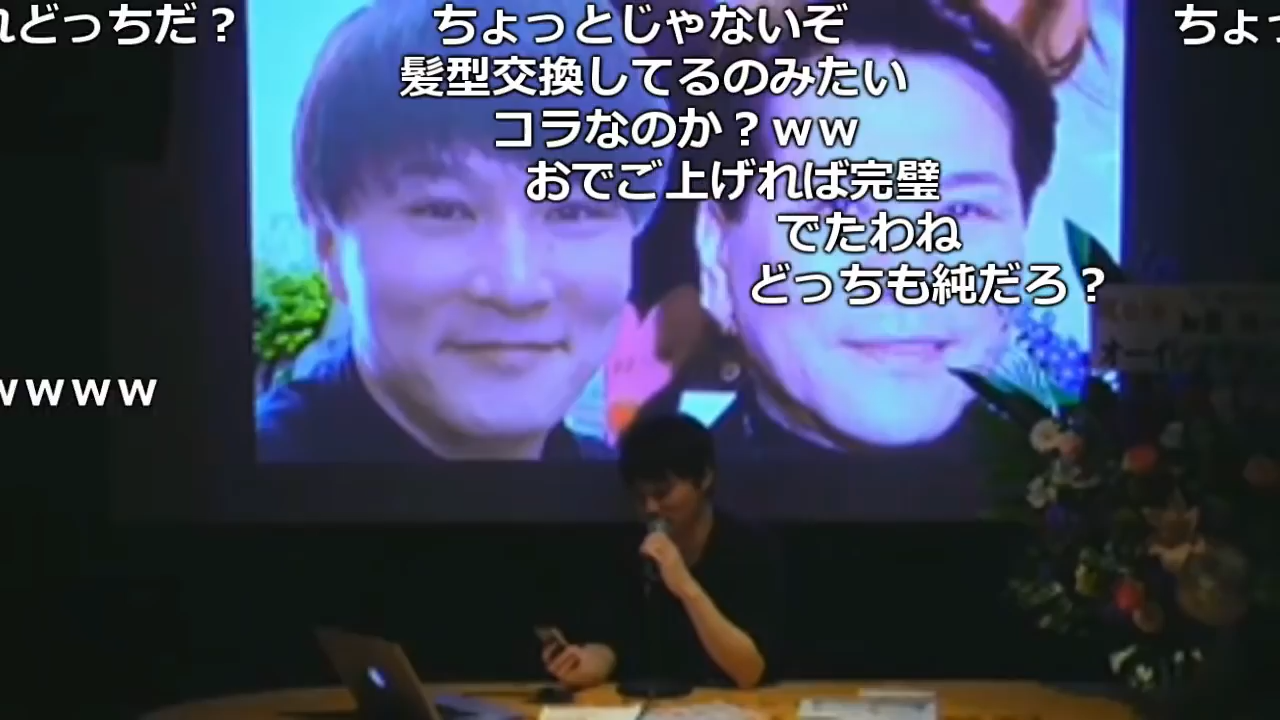 れどっちだ？
ちょっとじゃないぞ
ちょっ
髪型交換してるのみたい
コラなのか？ｗｗ
おでこ上げれば完璧
でたわね
どっちも純だろ？
ｗｗｗｗ